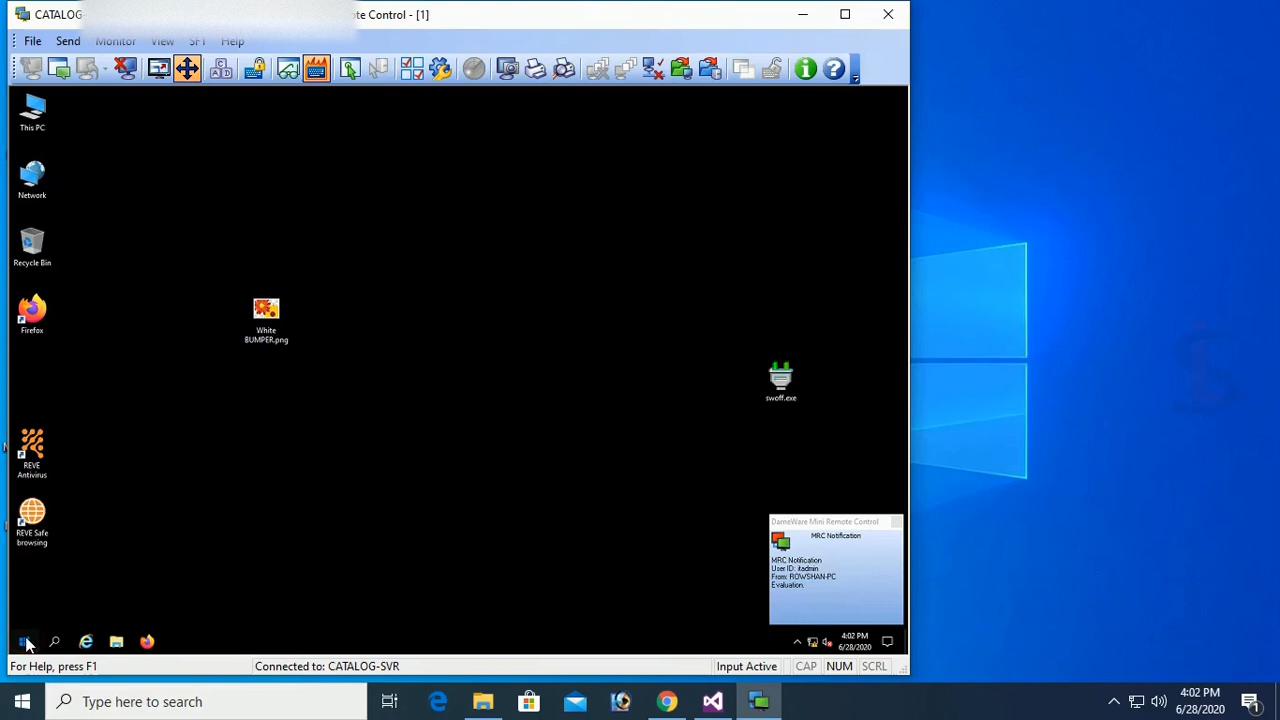 CATALOG- te Control - [1]
File Send Monitor View SFT Help
This PC
Network
Recycle Bin
Firefox
White
BUMPER.png
swoff.exe
REVE
Antivirus
REVE Safe
browsing
DameWare Mini Remote Control
MRC Notification
MRC Notification
User ID: itadmin
From: ROWSHAN-PC
Evaluation.
4:02 PM
6/28/2020
For Help, press F1 Connected to: CATALOG-SVR Input Active CAP NUM SCRL
Type here to search
4:02 PM
6/28/2020
1